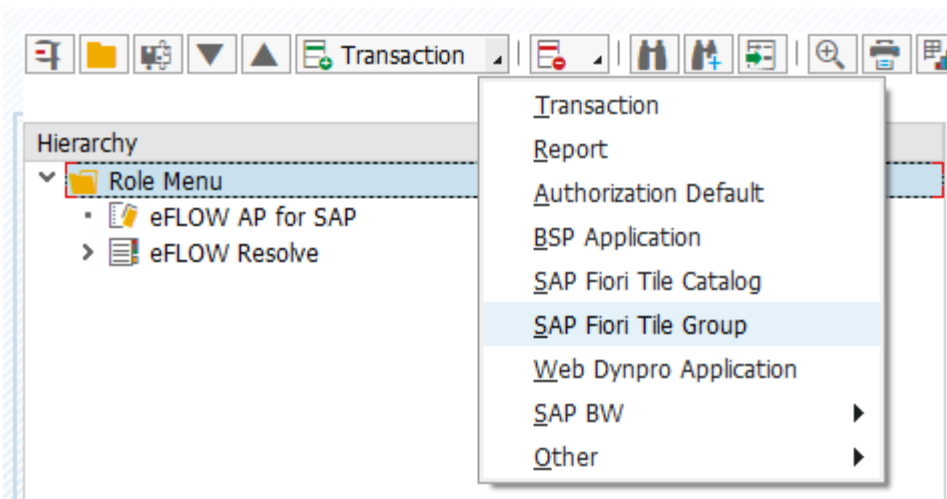 Transaction
Transaction
Report
Authorization Default
BSP Application
SAP Fiori Tile Catalog
SAP Fiori Tile Group
Web Dynpro Application
SAP BW
Other
Hierarchy
Role Menu
eFLOW AP for SAP
eFLOW Resolve